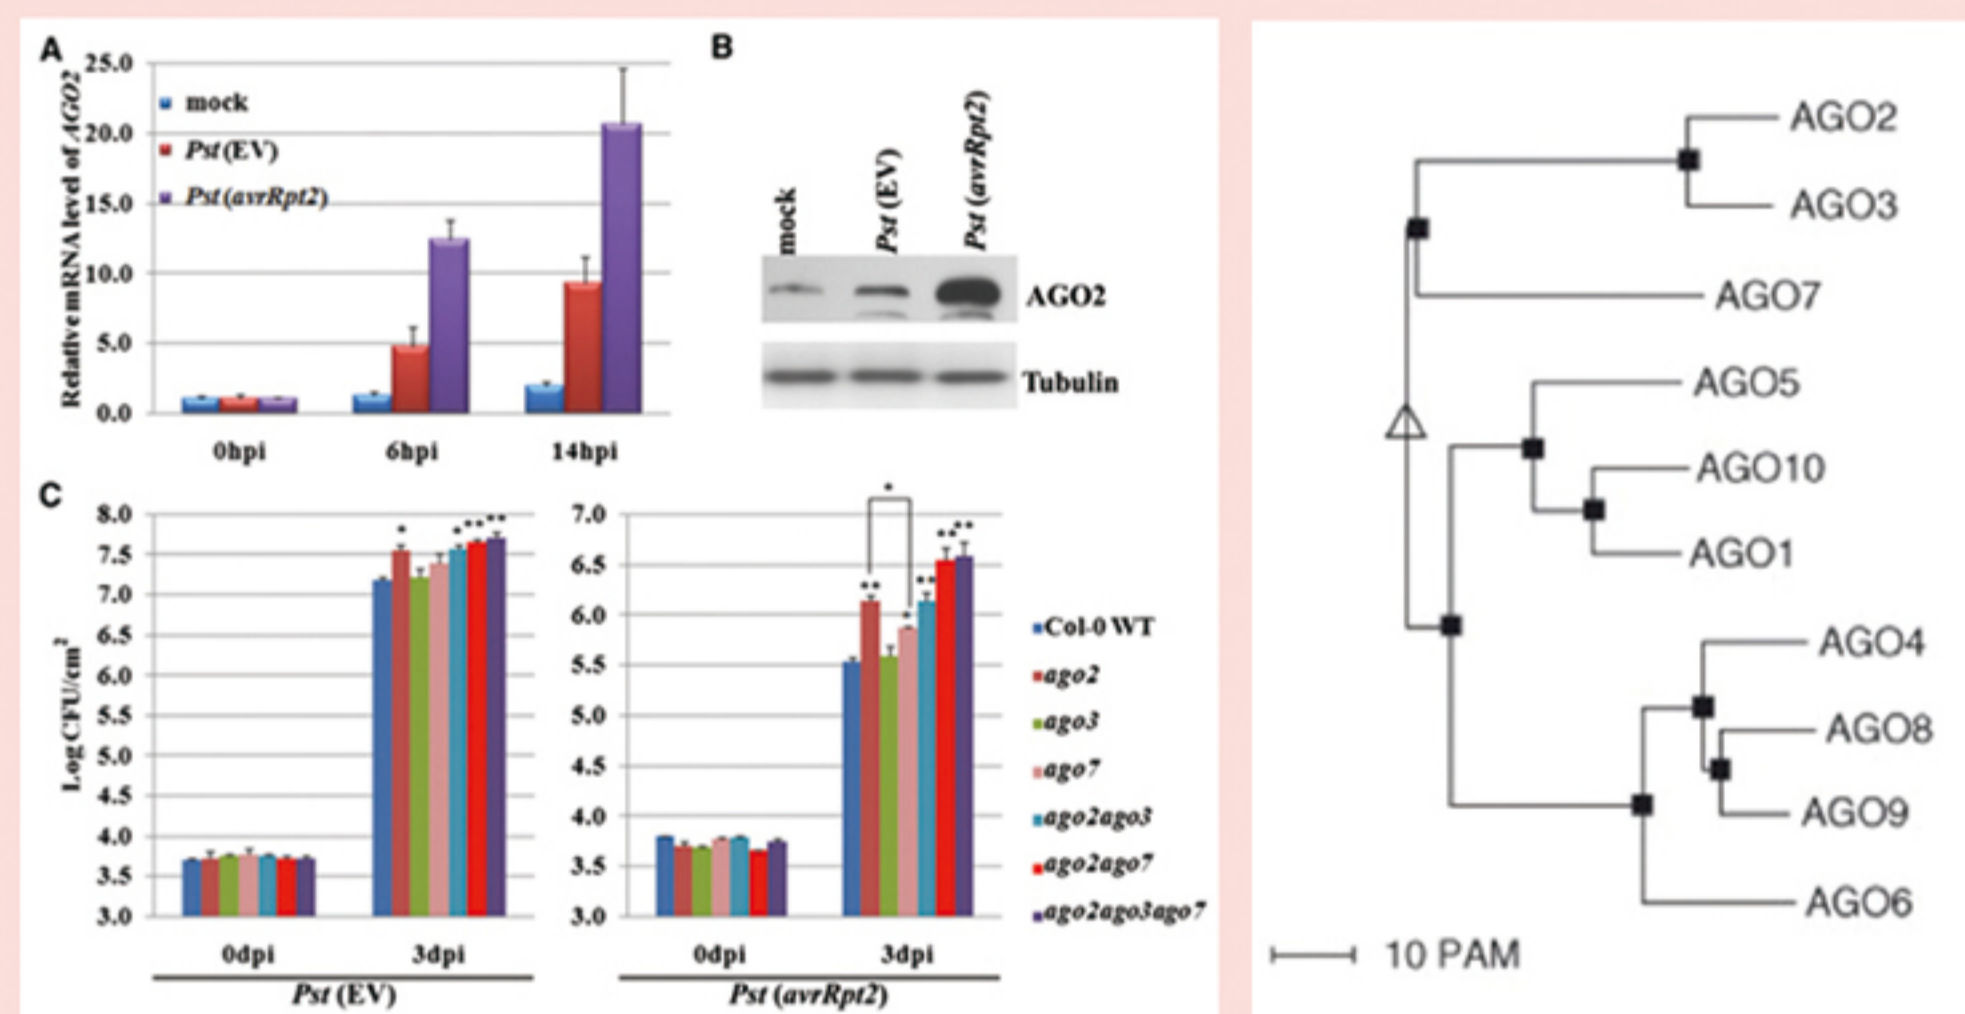 A
Relative mRNA level of AGO2
25.0
20.0
15.0
10.0
5.0
0.0
mock
Pst (EV)
Pst (avrRpt2)
0hpi 6hpi 14hpi
B
mock
Pst (EV)
Pst (avrRpt2)
AGO2
Tubulin
C
Log CFU/cm²
8.0
7.5
7.0
6.5
6.0
5.5
5.0
4.5
4.0
3.5
3.0
* * ** **
0dpi 3dpi
Pst (EV)
7.0
6.5
6.0
5.5
5.0
4.5
4.0
3.5
3.0
*
** * ** ** **
0dpi 3dpi
Pst (avrRpt2)
Col-0 WT
ago2
ago3
ago7
ago2ago3
ago2ago7
ago2ago3ago7
AGO2
AGO3
AGO7
AGO5
AGO10
AGO1
AGO4
AGO8
AGO9
AGO6
10 PAM